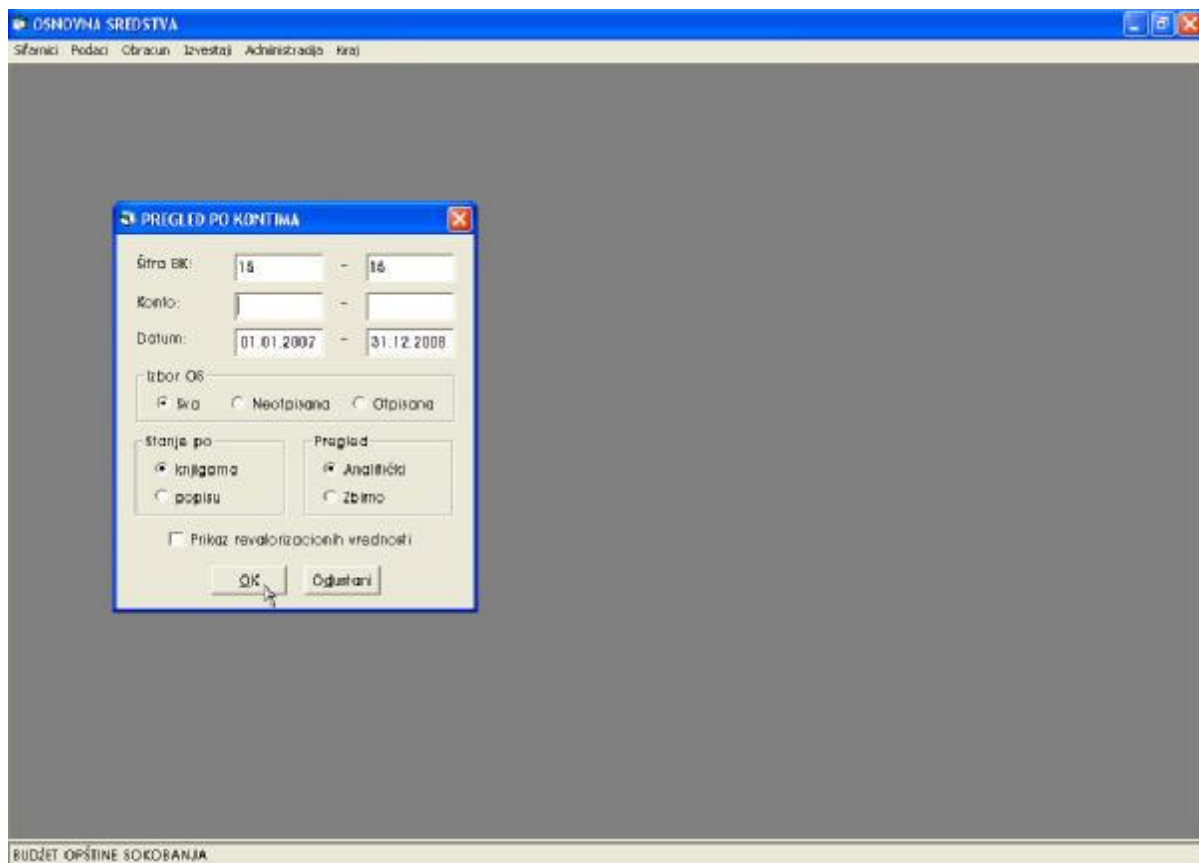 OSNOVNA SREDSTVA
Sifarnici Podaci Obracun Izvestaji Administracija Kraj
PREGLED PO KONTIMA
Šifra BK: 15 - 15
Konto: -
Datum: 01.01.2007 - 31.12.2008
Izbor OS
Sva Neotpisana Otpisana
Stanje po Pregled
knjigama Analitički
popisu Zbirno
Prikaz revalorizacionih vrednosti
OK Odustani
BUDŽET OPŠTINE SOKOBANJA